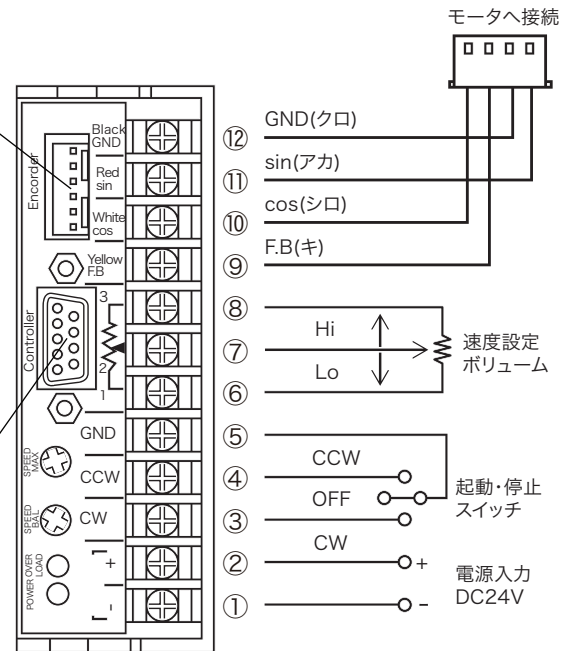 モータへ接続
Encorder
Black
GND
Red
sin
White
cos
Yellow
F.B
Controller
3
2
1
GND
SPEED
MAX
CCW
SPEED
BAL
CW
POWER OVER
LOAD
+
-
⑫
GND(クロ)
⑪
sin(アカ)
⑩
cos(シロ)
⑨
F.B(キ)
⑧
Hi
⑦
Lo
⑥
速度設定
ボリューム
⑤
CCW
④
OFF
③
CW
起動・停止
スイッチ
②
+
①
-
電源入力
DC24V